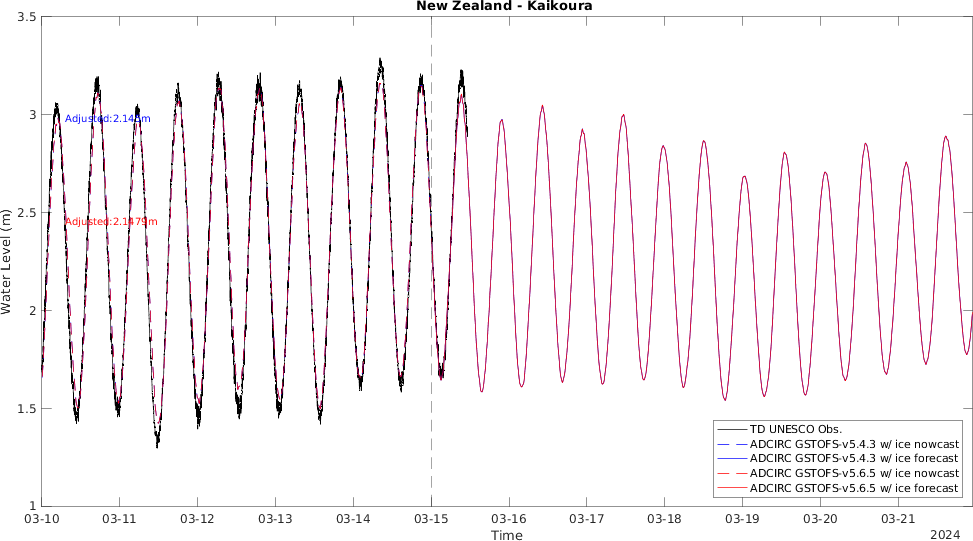 New Zealand - Kaikoura
3.5
3
2.5
2
1.5
1
Water Level (m)
Adjusted:2.148m
Adjusted:2.1479m
TD UNESCO Obs.
ADCIRC GSTOFS-v5.4.3 w/ ice nowcast
ADCIRC GSTOFS-v5.4.3 w/ ice forecast
ADCIRC GSTOFS-v5.6.5 w/ ice nowcast
ADCIRC GSTOFS-v5.6.5 w/ ice forecast
03-10 03-11 03-12 03-13 03-14 03-15 03-16 03-17 03-18 03-19 03-20 03-21
Time
2024